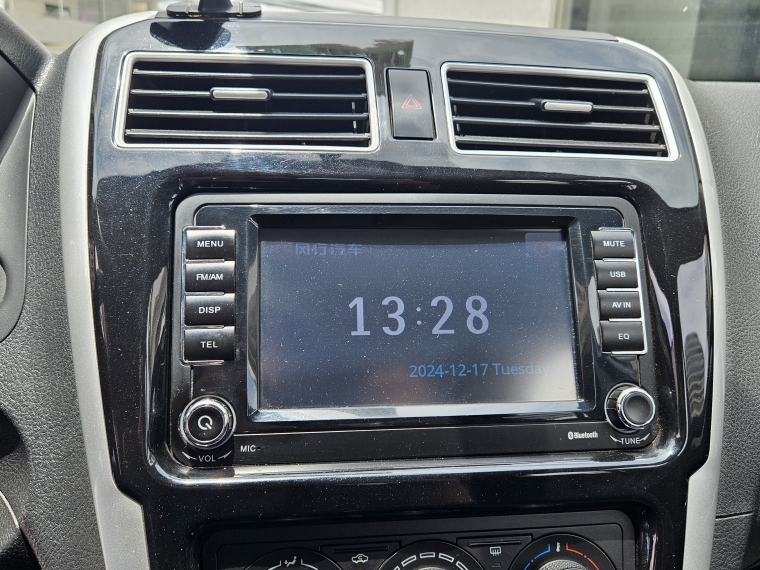 风行汽车
13:28
2024-12-17 Tuesday
MENU
FM/AM
DISP
TEL
VOL
MIC
MUTE
USB
AV IN
EQ
Bluetooth
TUNE